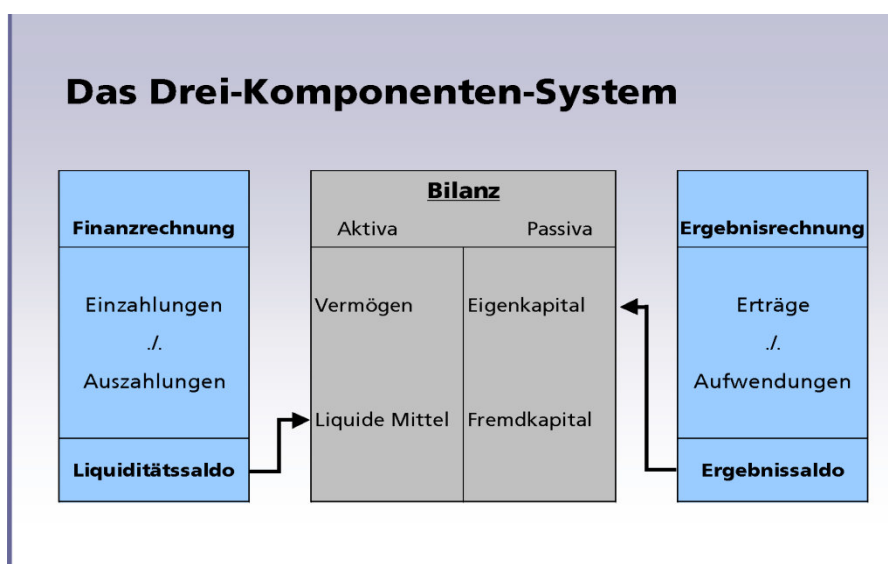 Das Drei-Komponenten-System
Finanzrechnung
Einzahlungen
./.
Auszahlungen
Liquiditätssaldo
Bilanz
Aktiva Passiva
Vermögen Eigenkapital
Liquide Mittel Fremdkapital
Ergebnisrechnung
Erträge
./.
Aufwendungen
Ergebnissaldo